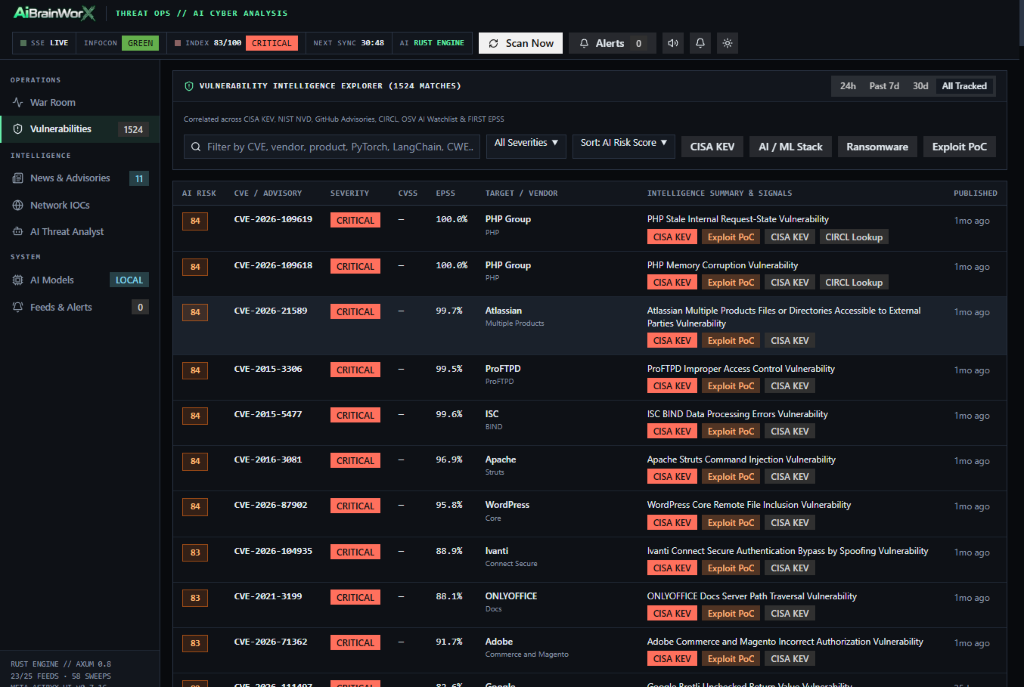 AiBrainWorX
THREAT OPS // AI CYBER ANALYSIS
SSE LIVE
INFOCON GREEN
INDEX 83/100 CRITICAL
NEXT SYNC 30:48
AI RUST ENGINE
Scan Now
Alerts 0
OPERATIONS
War Room
Vulnerabilities 1524
INTELLIGENCE
News & Advisories 11
Network IOCs
AI Threat Analyst
SYSTEM
AI Models LOCAL
Feeds & Alerts 0
RUST ENGINE // AXUM 0.8
23/25 FEEDS · 58 SWEEPS
VULNERABILITY INTELLIGENCE EXPLORER (1524 MATCHES)
24h Past 7d 30d All Tracked
Correlated across CISA KEV, NIST NVD, GitHub Advisories, CIRCL, OSV AI Watchlist & FIRST EPSS
Filter by CVE, vendor, product, PyTorch, LangChain, CWE..
All Severities ▼
Sort: AI Risk Score ▼
CISA KEV
AI / ML Stack
Ransomware
Exploit PoC
AI RISK CVE / ADVISORY SEVERITY CVSS EPSS TARGET / VENDOR INTELLIGENCE SUMMARY & SIGNALS PUBLISHED
84 CVE-2026-109619 CRITICAL — 100.0% PHP Group PHP Stale Internal Request-State Vulnerability 1mo ago
PHP CISA KEV Exploit PoC CISA KEV CIRCL Lookup
84 CVE-2026-109618 CRITICAL — 100.0% PHP Group PHP Memory Corruption Vulnerability 1mo ago
PHP CISA KEV Exploit PoC CISA KEV CIRCL Lookup
84 CVE-2026-21589 CRITICAL — 99.7% Atlassian Atlassian Multiple Products Files or Directories Accessible to External 1mo ago
Multiple Products Parties Vulnerability
CISA KEV Exploit PoC CISA KEV
84 CVE-2015-3306 CRITICAL — 99.5% ProFTPD ProFTPD Improper Access Control Vulnerability 1mo ago
ProFTPD CISA KEV Exploit PoC CISA KEV
84 CVE-2015-5477 CRITICAL — 99.6% ISC ISC BIND Data Processing Errors Vulnerability 1mo ago
BIND CISA KEV Exploit PoC CISA KEV
84 CVE-2016-3081 CRITICAL — 96.9% Apache Apache Struts Command Injection Vulnerability 1mo ago
Struts CISA KEV Exploit PoC CISA KEV
84 CVE-2026-87902 CRITICAL — 95.8% WordPress WordPress Core Remote File Inclusion Vulnerability 1mo ago
Core CISA KEV Exploit PoC CISA KEV
83 CVE-2026-104935 CRITICAL — 88.9% Ivanti Ivanti Connect Secure Authentication Bypass by Spoofing Vulnerability 1mo ago
Connect Secure CISA KEV Exploit PoC CISA KEV
83 CVE-2021-3199 CRITICAL — 88.1% ONLYOFFICE ONLYOFFICE Docs Server Path Traversal Vulnerability 1mo ago
Docs CISA KEV Exploit PoC CISA KEV
83 CVE-2026-71362 CRITICAL — 91.7% Adobe Adobe Commerce and Magento Incorrect Authorization Vulnerability 1mo ago
Commerce and Magento CISA KEV Exploit PoC CISA KEV
CRITICAL Google